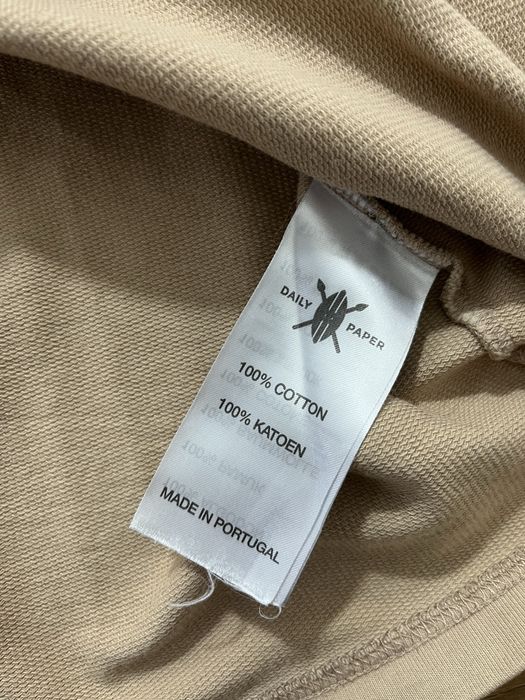 DAILY PAPER
100% COTTON
100% KATOEN
MADE IN PORTUGAL